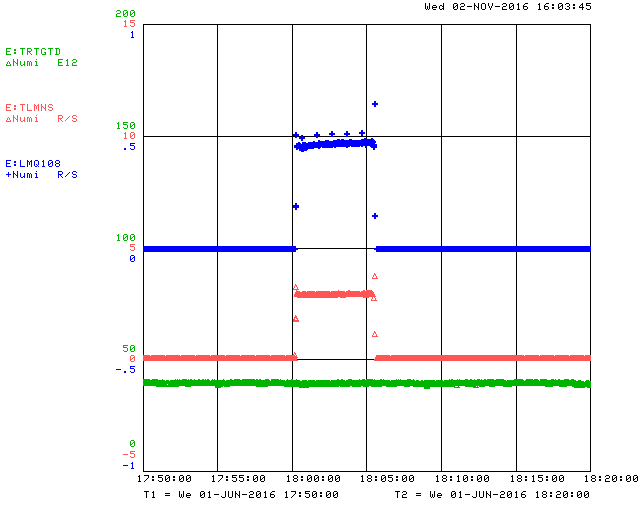 Wed 02-NOV-2016 16:03:45
200
15
1
E:TRTGTD
△Numi E12
E:TLMNS
△Numi R/S
150
10
.5
E:LMQ108
+Numi R/S
100
5
0
50
0
-.5
0
-5
-1
17:50:00 17:55:00 18:00:00 18:05:00 18:10:00 18:15:00 18:20:00
T1 = We 01-JUN-2016 17:50:00 T2 = We 01-JUN-2016 18:20:00